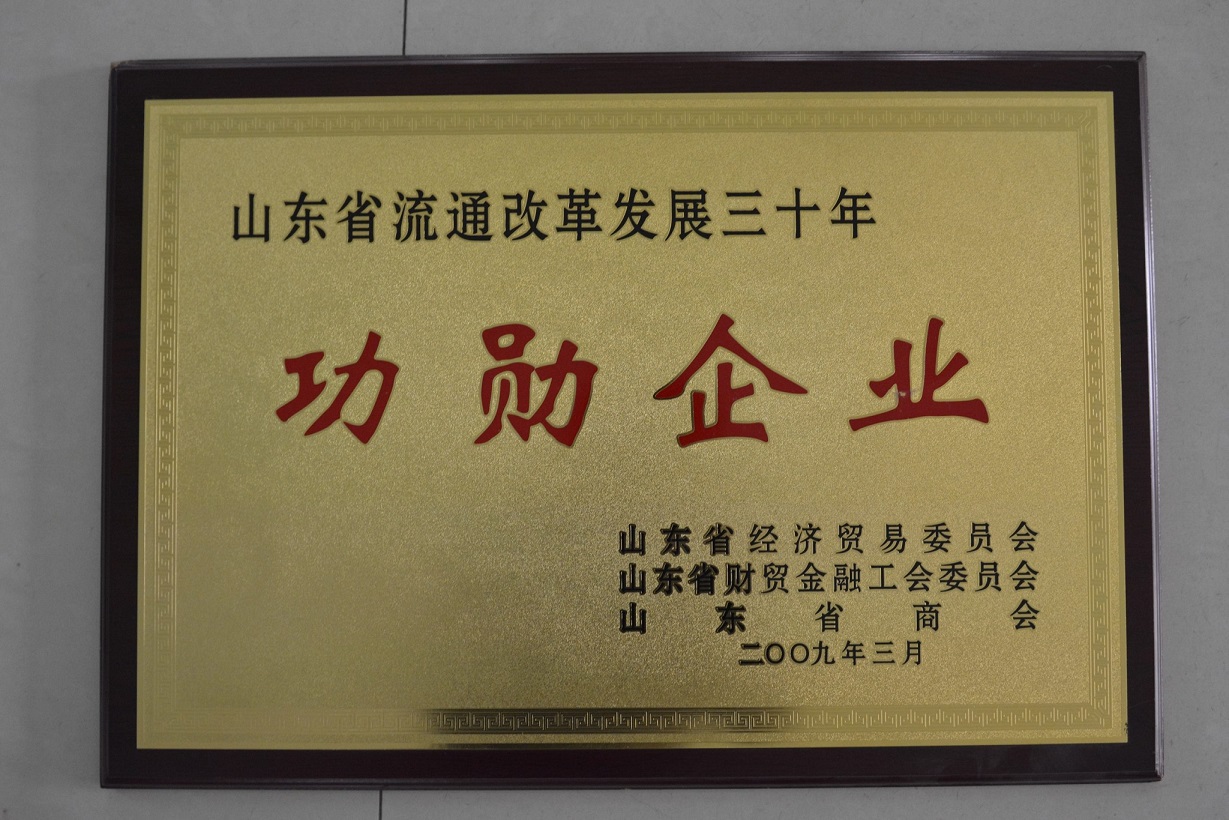 山东省流通改革发展三十年
功勋企业
山东省经济贸易委员会
山东省财贸金融工会委员会
山东省商会
二〇〇九年三月